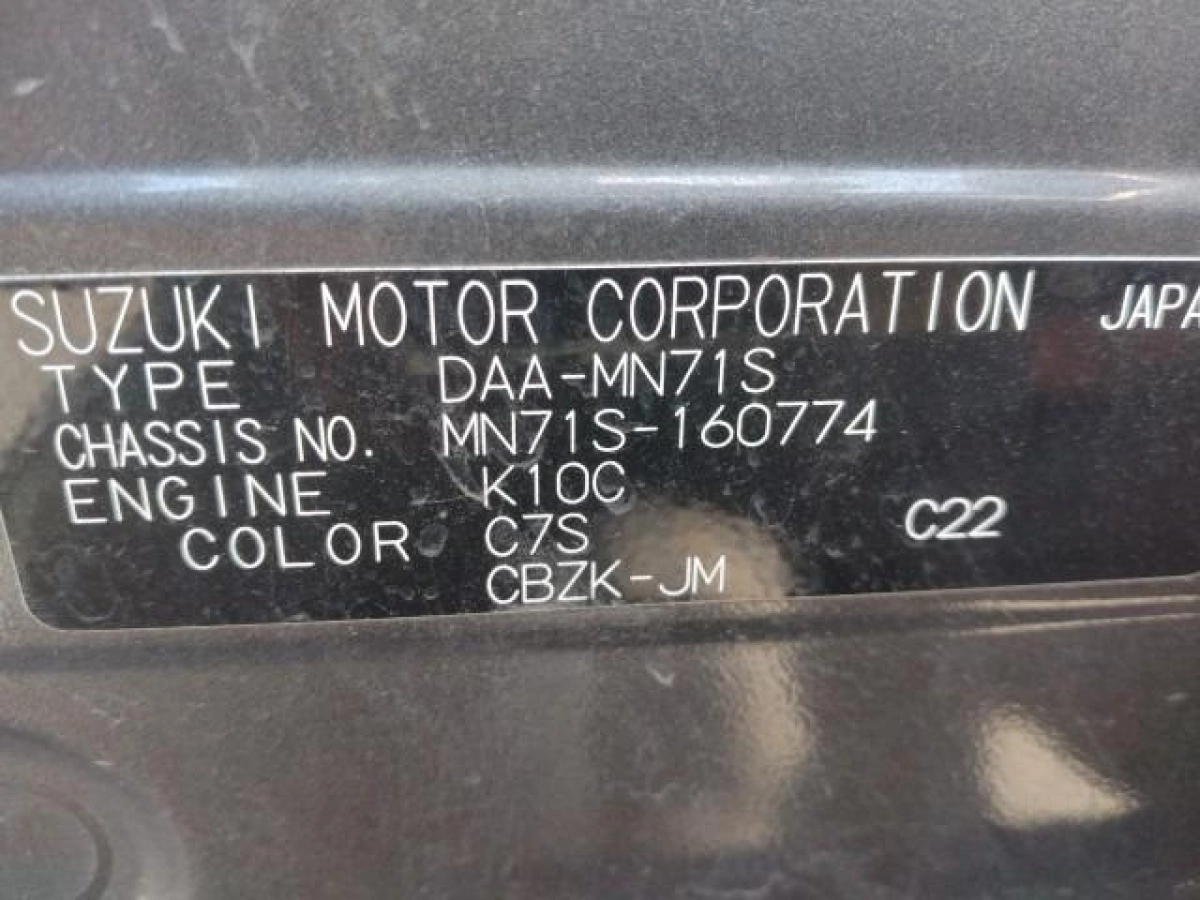 SUZUKI MOTOR CORPORATION JAPA
TYPE DAA-MN71S
CHASSIS NO. MN71S-160774
ENGINE K10C
COLOR C7S C22
CBZK-JM